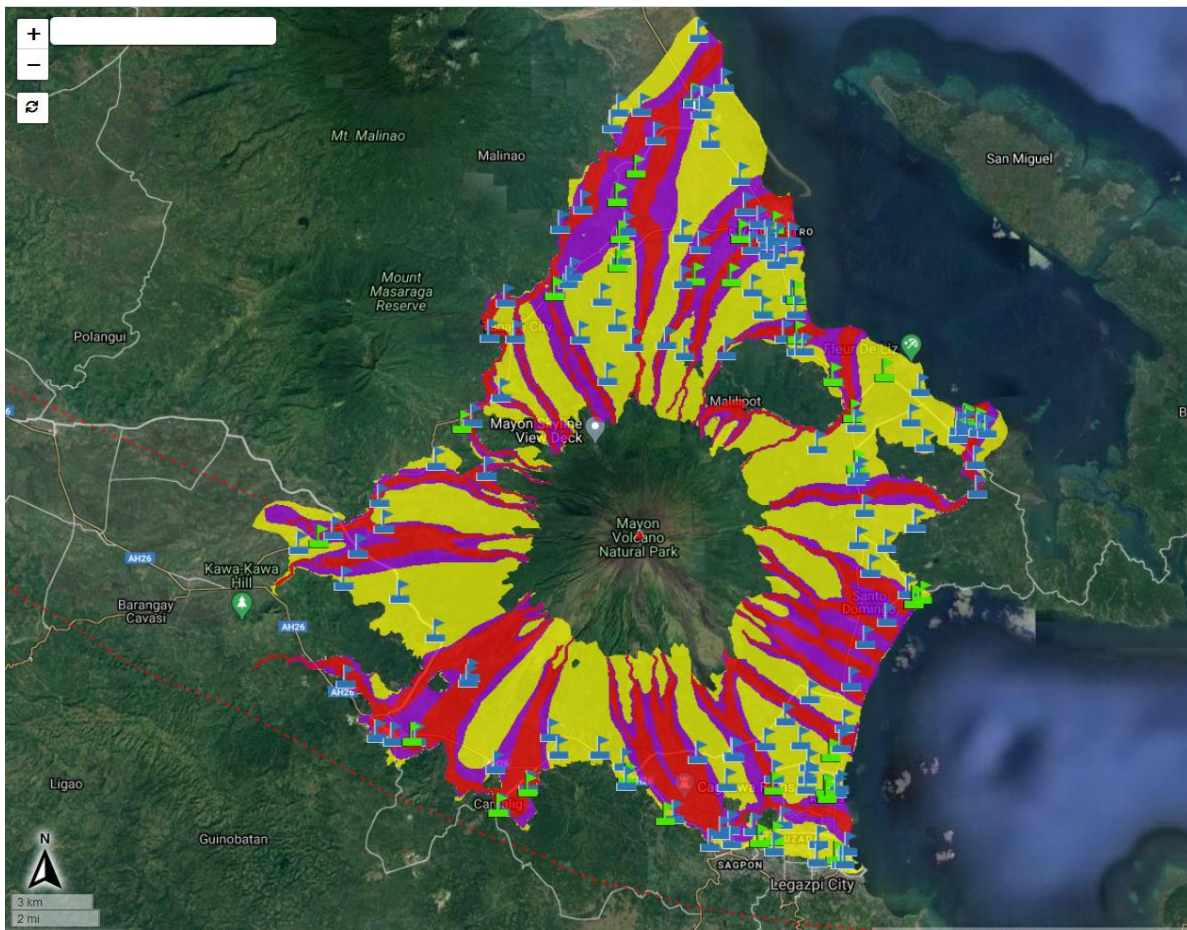 +
−
Mt. Malinao
Malinao
San Miguel
TRO
Mount
Masaraga
Reserve
Polangui
City
Fleur De Liz
Malilipot
Mayon Skyline
View Deck
Mayon
Volcano
Natural Park
AH26
Kawa-Kawa
Hill
Santo
Domingo
Barangay
Cavasi
AH26
AH26
Ligao
Guinobatan
SAGPON
Legazpi City
N
3 km
2 mi